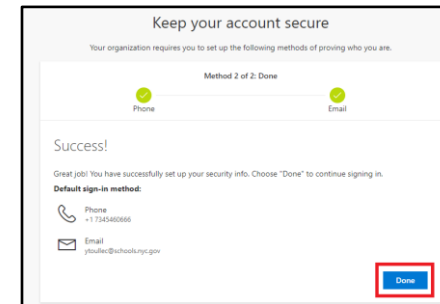 Keep your account secure
Your organization requires you to set up the following methods of proving who you are.
Method 2 of 2: Done
Phone
Email
Success!
Great job! You have successfully set up your security info. Choose "Done" to continue signing in.
Default sign-in method:
Phone
+1 7345460666
Email
ytoullec@schools.nyc.gov
Done